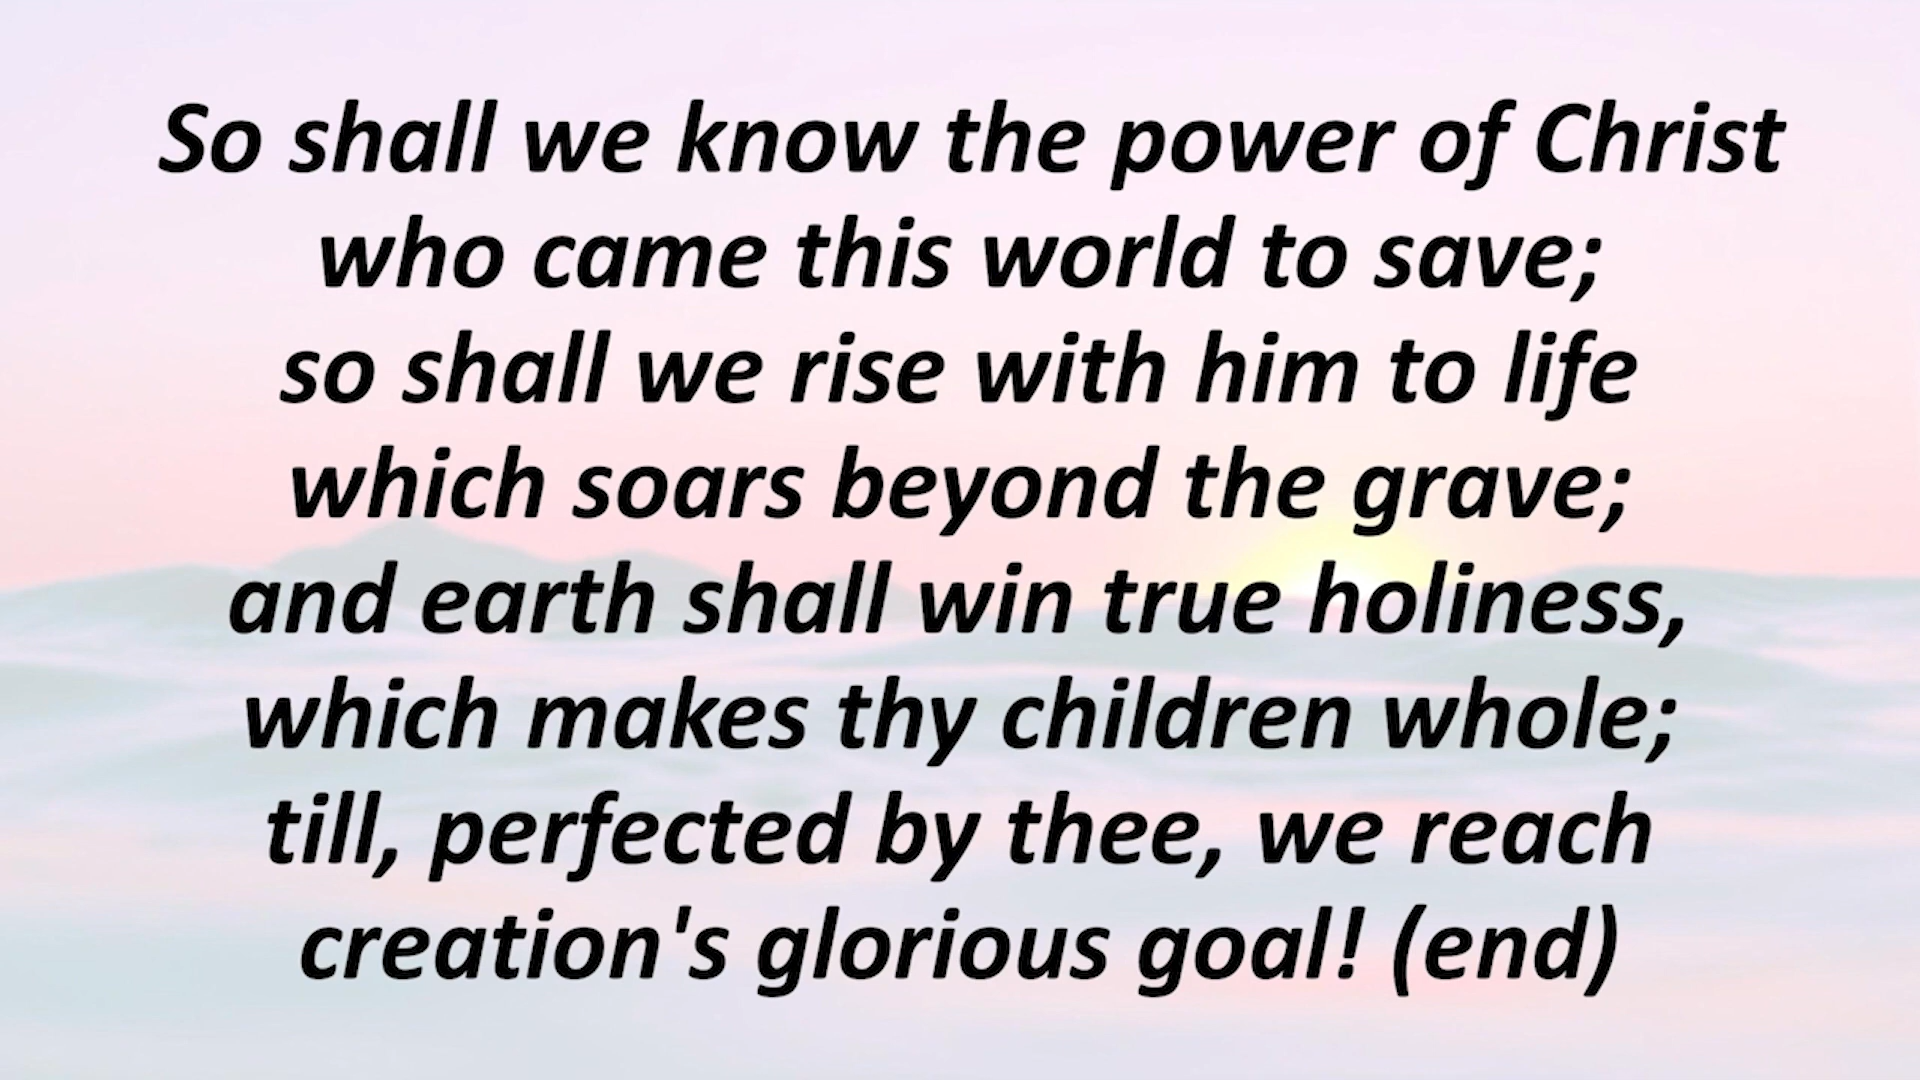 So shall we know the power of Christ
who came this world to save;
so shall we rise with him to life
which soars beyond the grave;
and earth shall win true holiness,
which makes thy children whole;
till, perfected by thee, we reach
creation's glorious goal! (end)